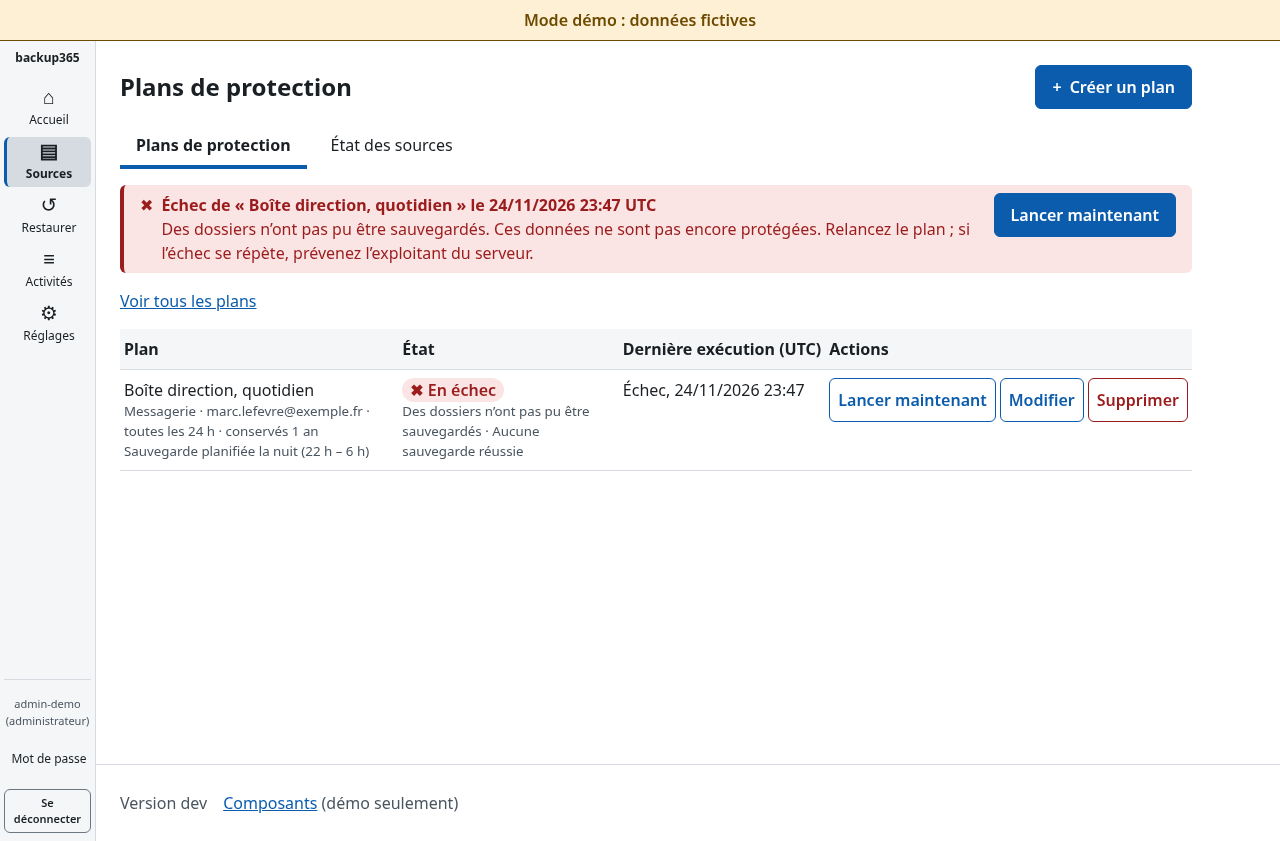 Mode démo : données fictives
backup365
Accueil
Sources
Restaurer
Activités
Réglages
admin-demo
(administrateur)
Mot de passe
Se
déconnecter
Plans de protection
+ Créer un plan
Plans de protection
État des sources
✖ Échec de « Boîte direction, quotidien » le 24/11/2026 23:47 UTC
Des dossiers n’ont pas pu être sauvegardés. Ces données ne sont pas encore protégées. Relancez le plan ; si
l’échec se répète, prévenez l’exploitant du serveur.
Lancer maintenant
Voir tous les plans
Plan État Dernière exécution (UTC) Actions
Boîte direction, quotidien
Messagerie · marc.lefevre@exemple.fr ·
toutes les 24 h · conservés 1 an
Sauvegarde planifiée la nuit (22 h – 6 h)
✖ En échec
Des dossiers n’ont pas pu être
sauvegardés · Aucune
sauvegarde réussie
Échec, 24/11/2026 23:47
Lancer maintenant
Modifier
Supprimer
Version dev Composants (démo seulement)